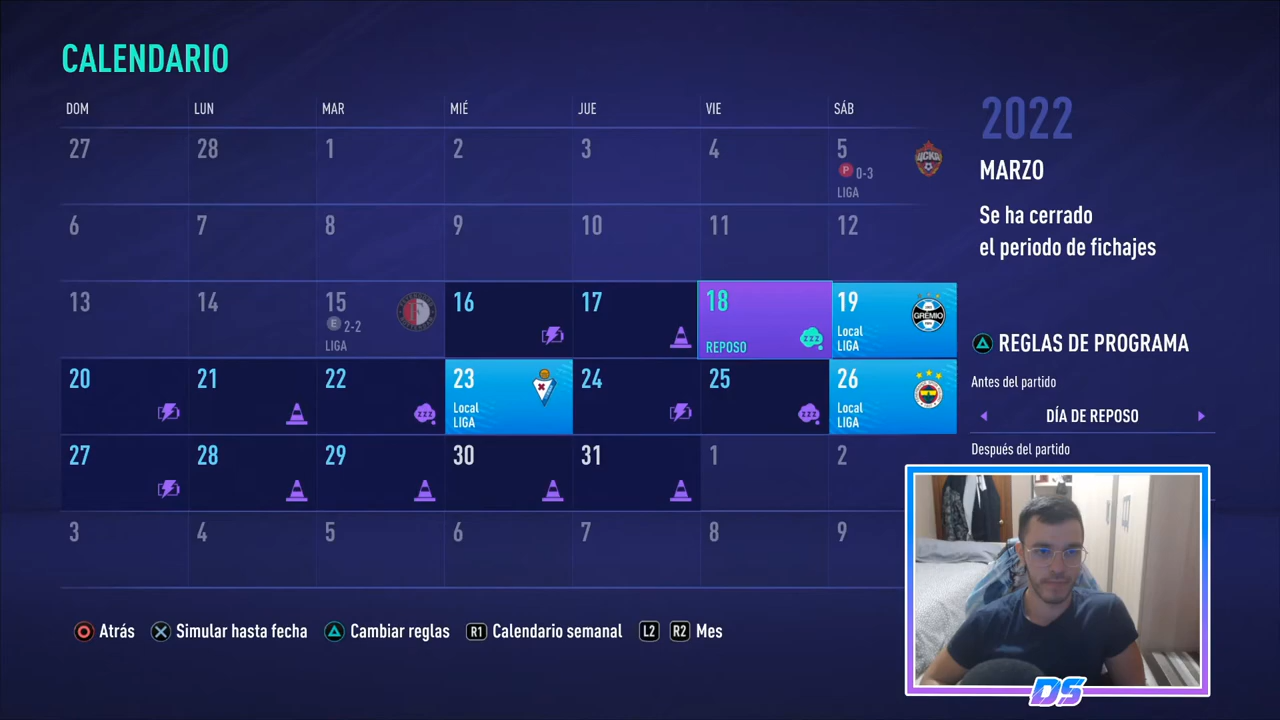 CALENDARIO
DOM LUN MAR MIÉ JUE VIE SÁB
27 28 1 2 3 4 5
P 0-3
LIGA
6 7 8 9 10 11 12
13 14 15 16 17 18 19
E 2-2
LIGA
REPOSO
Local
LIGA
GRÊMIO
20 21 22 23 24 25 26
Local
LIGA
Local
LIGA
27 28 29 30 31 1 2
3 4 5 6 7 8 9
2022
MARZO
Se ha cerrado
el periodo de fichajes
REGLAS DE PROGRAMA
Antes del partido
DÍA DE REPOSO
Después del partido
Atrás
Simular hasta fecha
Cambiar reglas
R1 Calendario semanal
L2 R2 Mes
DS